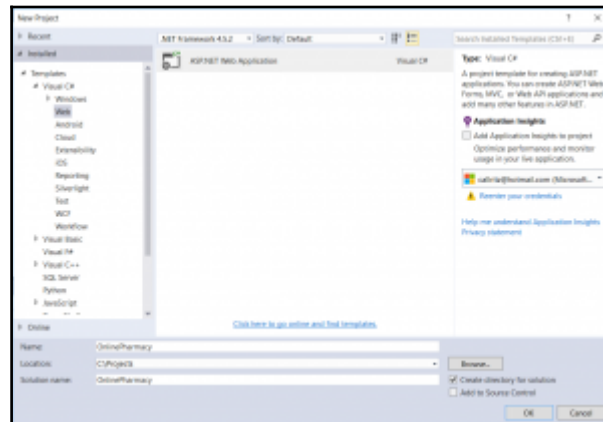 New Project
? X
Recent
.NET Framework 4.5.2 Sort by: Default
Search Installed Templates (Ctrl+E)
Installed
ASP.NET Web Application Visual C#
Type: Visual C#
Templates
A project template for creating ASP.NET
Visual C#
applications. You can create ASP.NET Web
Windows
Forms, MVC, or Web API applications and
Web
add many other features in ASP.NET.
Android
Application Insights
Cloud
Add Application Insights to project
Extensibility
Optimize performance and monitor
iOS
usage in your live application.
Reporting
Silverlight
Test
(Microsoft...
WCF
Reenter your credentials
Workflow
Visual Basic
Help me understand Application Insights
Visual F#
Privacy statement
Visual C++
SQL Server
Python
JavaScript
Online
Click here to go online and find templates.
Name: OnlinePharmacy
Location: C:\Projects
Browse...
Solution name: OnlinePharmacy
Create directory for solution
Add to Source Control
OK Cancel